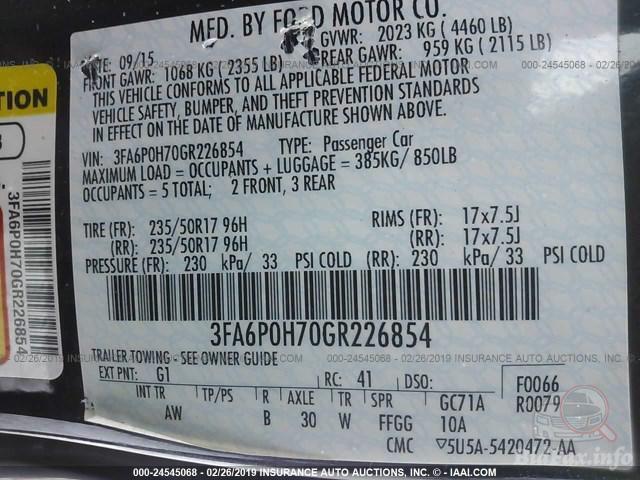 MFD. BY FORD MOTOR CO.
DATE: 09/15 GVWR: 2023 KG ( 4460 LB)
FRONT GAWR: 1068 KG ( 2355 LB) REAR GAWR: 959 KG ( 2115 LB)
THIS VEHICLE CONFORMS TO ALL APPLICABLE FEDERAL MOTOR
VEHICLE SAFETY, BUMPER, AND THEFT PREVENTION STANDARDS
IN EFFECT ON THE DATE OF MANUFACTURE SHOWN ABOVE.
VIN: 3FA6P0H70GR226854 TYPE: Passenger Car
MAXIMUM LOAD = OCCUPANTS + LUGGAGE = 385KG/ 850LB
OCCUPANTS = 5 TOTAL; 2 FRONT, 3 REAR
TIRE (FR): 235/50R17 96H RIMS (FR): 17x7.5J
(RR): 235/50R17 96H (RR): 17x7.5J
PRESSURE (FR): 230 kPa/ 33 PSI COLD (RR): 230 kPa/ 33 PSI COLD
3FA6P0H70GR226854
TRAILER TOWING - SEE OWNER GUIDE
EXT PNT: G1 RC: 41 DSO: F0066
INT TR TP/PS R AXLE TR SPR GC71A R0079
AW B 30 W FFGG 10A
CMC ▽5U5A-5420472-AA
3FA6P0H70GR226854
000-24545068 - 02/26/2019 INSURANCE AUTO AUCTIONS, INC. - IAAI.COM
BidFax.info